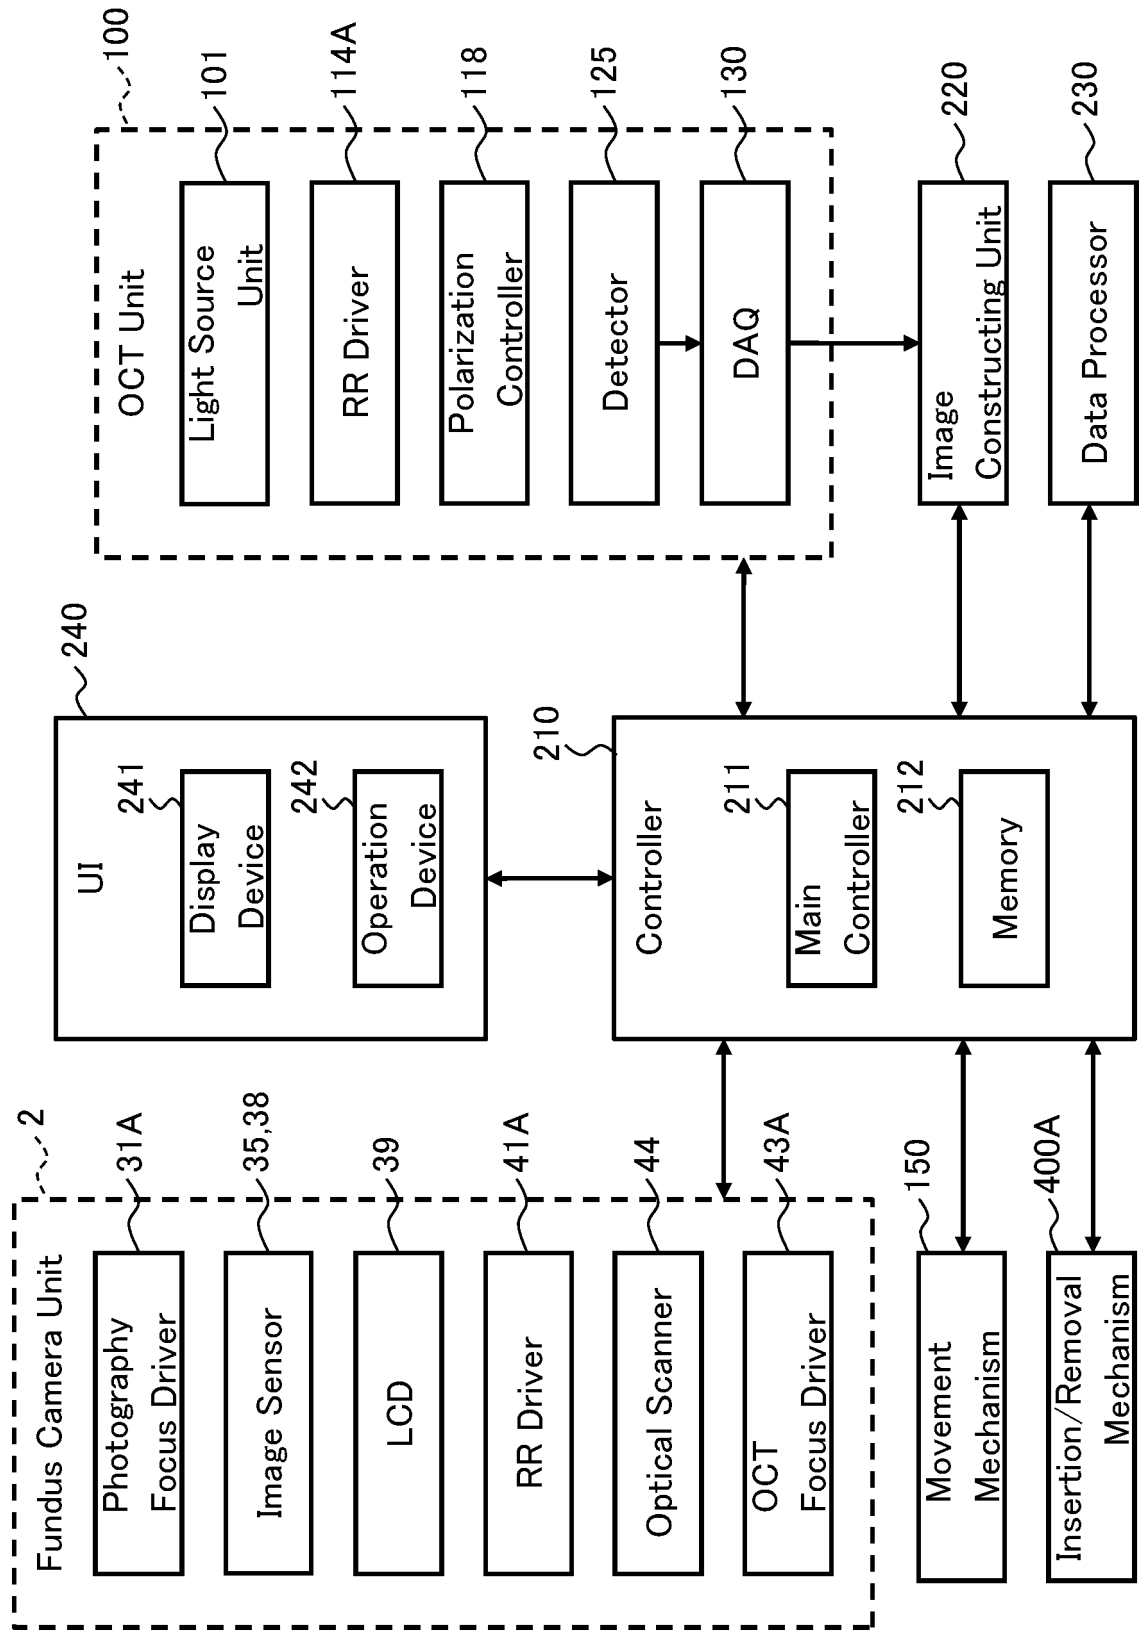 Fundus Camera Unit
2
Photography
Focus Driver
31A
Image Sensor
35,38
LCD
39
RR Driver
41A
Optical Scanner
44
OCT
Focus Driver
43A
Movement
Mechanism
150
Insertion/Removal
Mechanism
400A
UI
240
Display
Device
241
Operation
Device
242
Controller
210
Main
Controller
211
Memory
212
OCT Unit
100
Light Source
Unit
101
RR Driver
114A
Polarization
Controller
118
Detector
125
DAQ
130
Image
Constructing Unit
220
Data Processor
230